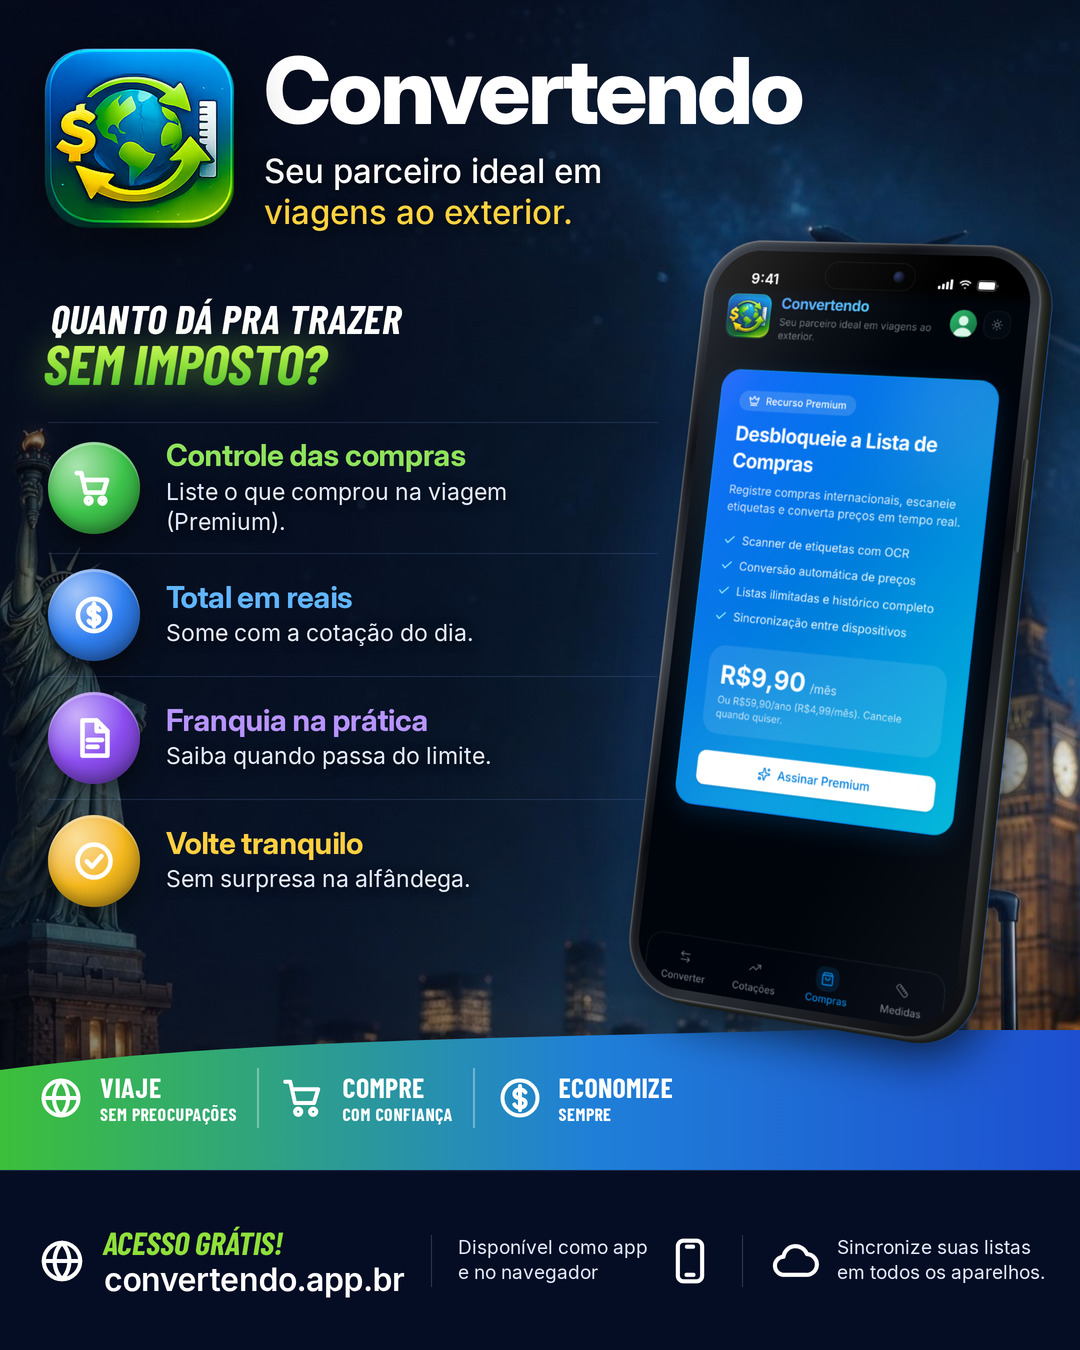 Convertendo
Seu parceiro ideal em
viagens ao exterior.
QUANTO DÁ PRA TRAZER
SEM IMPOSTO?
Controle das compras
Liste o que comprou na viagem
(Premium).
Total em reais
Some com a cotação do dia.
Franquia na prática
Saiba quando passa do limite.
Volte tranquilo
Sem surpresa na alfândega.
9:41
Convertendo
Seu parceiro ideal em viagens ao
exterior.
Recurso Premium
Desbloqueie a Lista de
Compras
Registre compras internacionais, escaneie
etiquetas e converta preços em tempo real.
Scanner de etiquetas com OCR
Conversão automática de preços
Listas ilimitadas e histórico completo
Sincronização entre dispositivos
R$9,90 /mês
Ou R$59,90/ano (R$4,99/mês). Cancele
quando quiser.
Assinar Premium
Converter
Cotações
Compras
Medidas
VIAJE
SEM PREOCUPAÇÕES
COMPRE
COM CONFIANÇA
ECONOMIZE
SEMPRE
ACESSO GRÁTIS!
convertendo.app.br
Disponível como app
e no navegador
Sincronize suas listas
em todos os aparelhos.